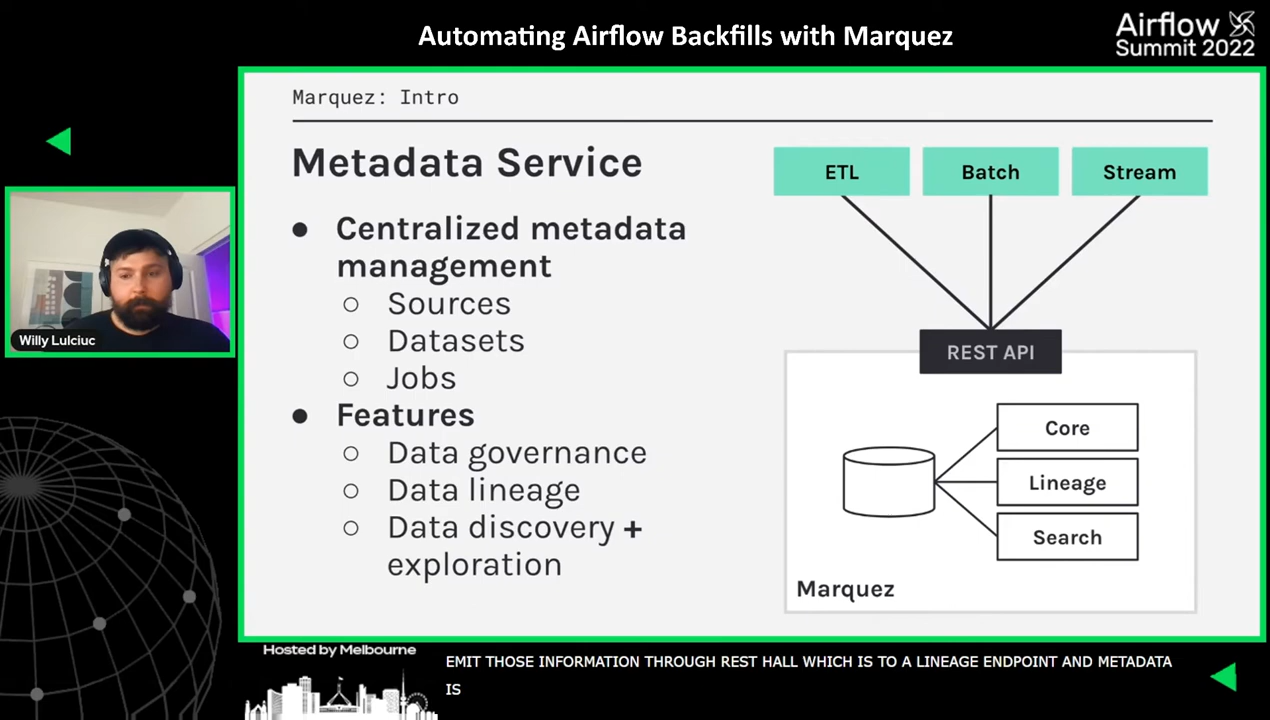 Automating Airflow Backfills with Marquez
Airflow
Summit 2022
Marquez: Intro
Metadata Service
● Centralized metadata
management
○ Sources
○ Datasets
○ Jobs
● Features
○ Data governance
○ Data lineage
○ Data discovery +
exploration
ETL
Batch
Stream
REST API
Core
Lineage
Search
Marquez
Willy Lulciuc
Hosted by Melbourne
EMIT THOSE INFORMATION THROUGH REST HALL WHICH IS TO A LINEAGE ENDPOINT AND METADATA
IS